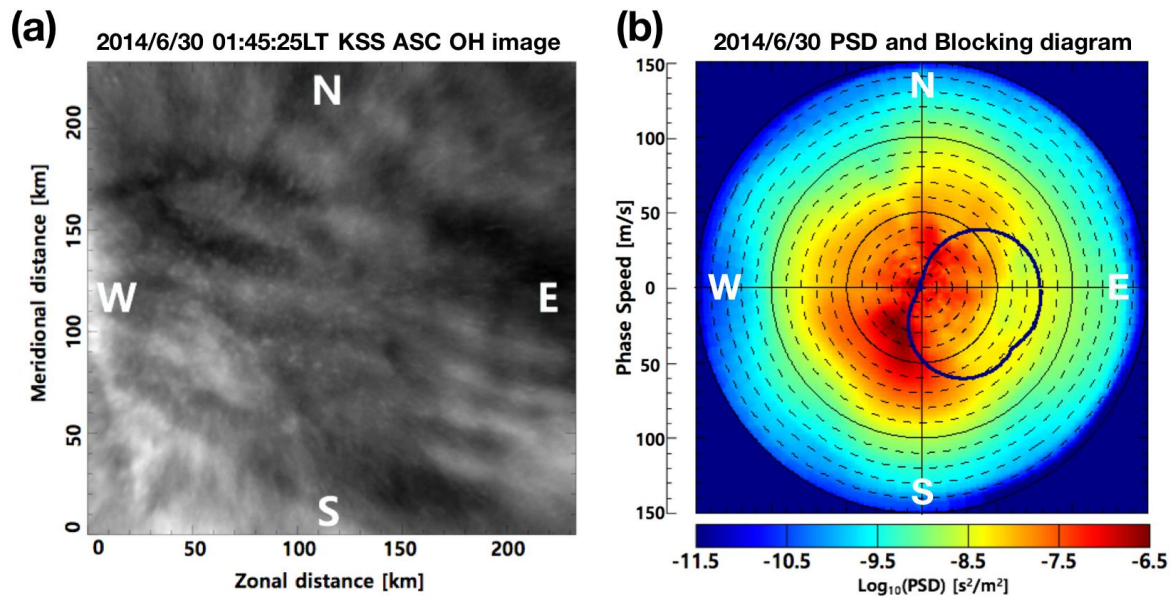 (a)
2014/6/30 01:45:25LT KSS ASC OH image
N
W
E
S
Meridional distance [km]
200
150
100
50
0
0 50 100 150 200
Zonal distance [km]
(b)
2014/6/30 PSD and Blocking diagram
N
W
E
S
Phase Speed [m/s]
150
100
50
0
50
100
150
-11.5 -10.5 -9.5 -8.5 -7.5 -6.5
Log₁₀(PSD) [s²/m²]